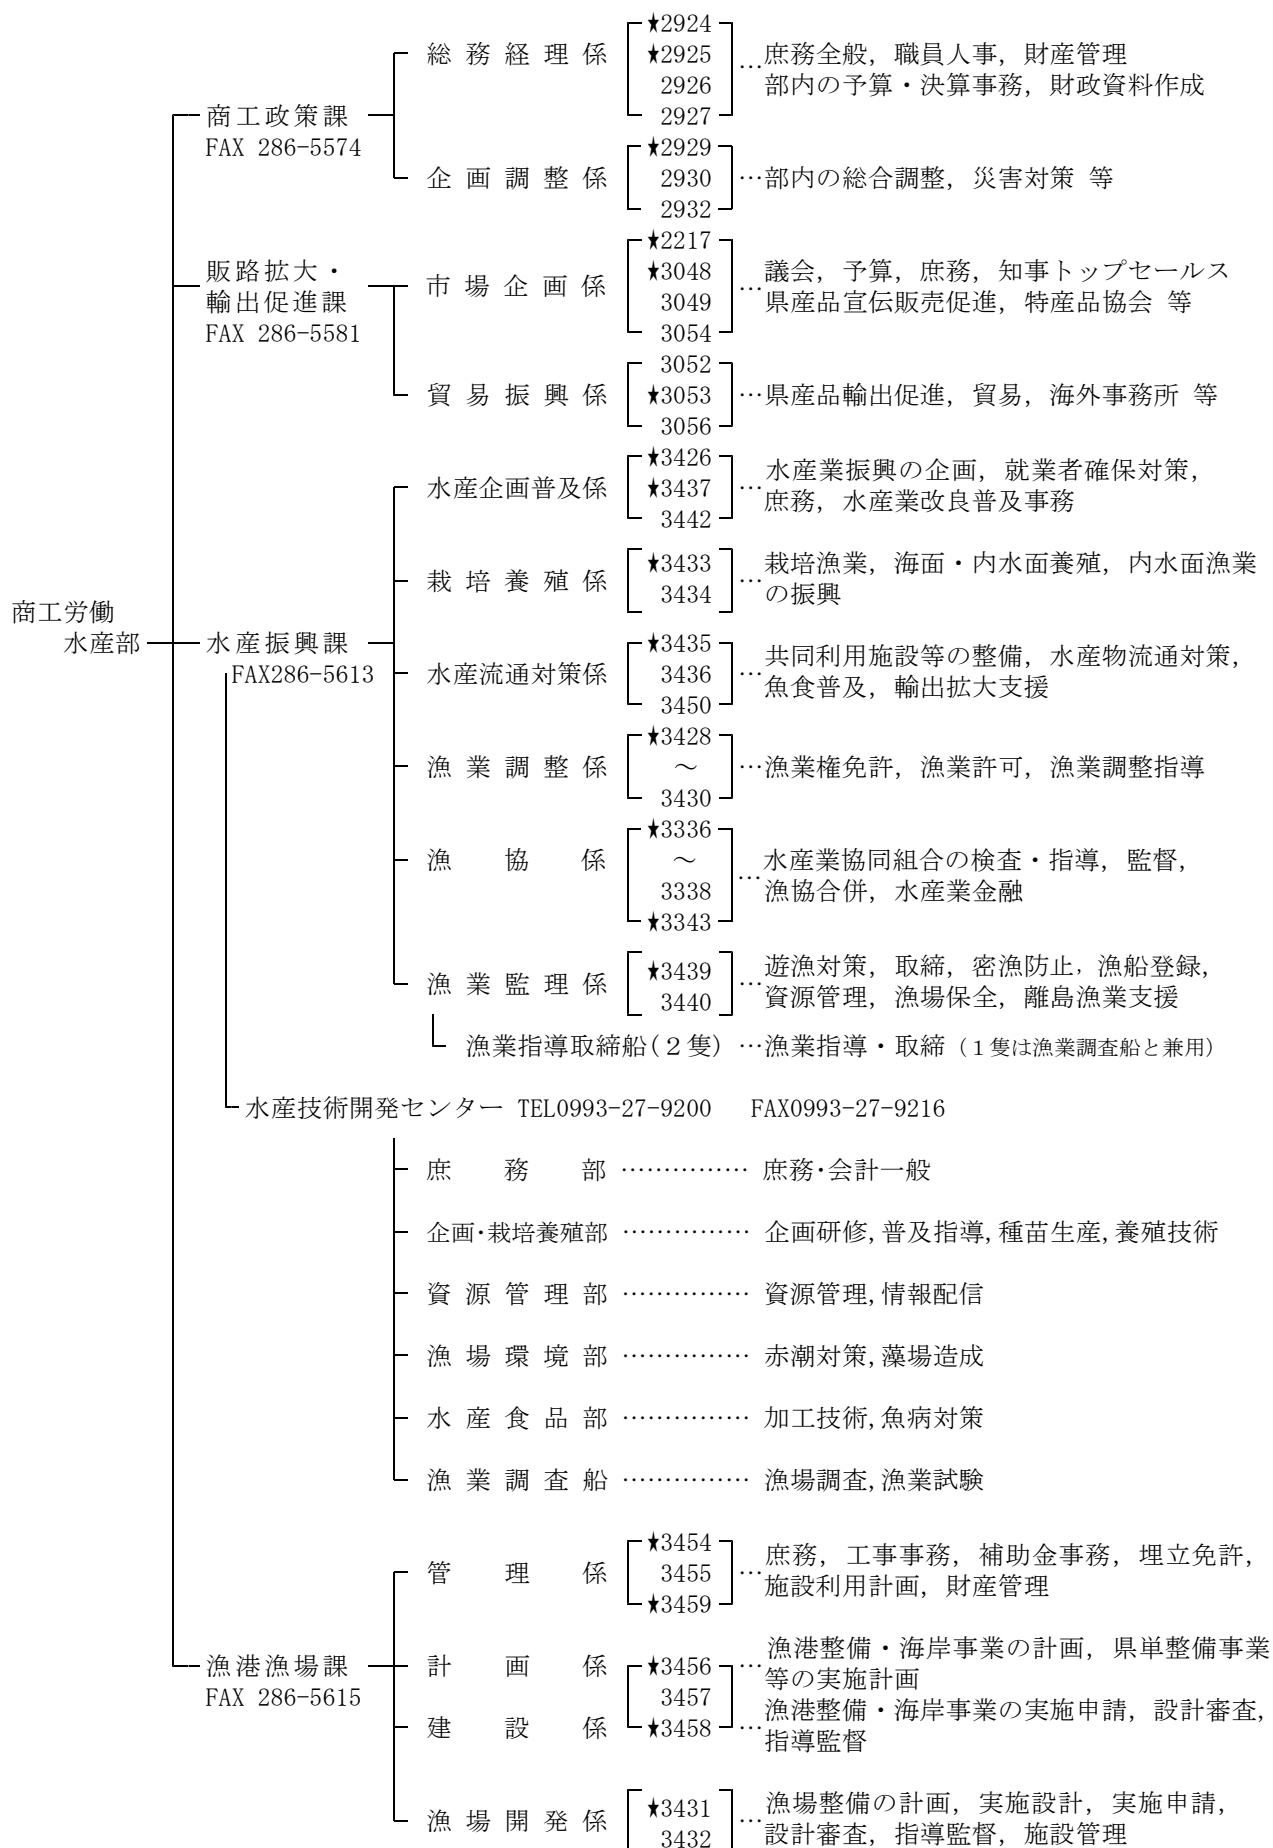 商工労働
水産部
商工政策課
FAX 286-5574
総務経理係
★2924
★2925
2926
2927
…庶務全般，職員人事，財産管理
部内の予算・決算事務，財政資料作成
企画調整係
★2929
2930
2932
…部内の総合調整，災害対策 等
販路拡大・
輸出促進課
FAX 286-5581
市場企画係
★2217
★3048
3049
3054
…議会，予算，庶務，知事トップセールス
県産品宣伝販売促進，特産品協会 等
貿易振興係
3052
★3053
3056
…県産品輸出促進，貿易，海外事務所 等
水産振興課
FAX286-5613
水産企画普及係
★3426
★3437
3442
…水産業振興の企画，就業者確保対策，
庶務，水産業改良普及事務
栽培養殖係
★3433
3434
…栽培漁業，海面・内水面養殖，内水面漁業
の振興
水産流通対策係
★3435
3436
3450
…共同利用施設等の整備，水産物流通対策，
魚食普及，輸出拡大支援
漁業調整係
★3428
～
3430
…漁業権免許，漁業許可，漁業調整指導
漁協係
★3336
～
3338
★3343
…水産業協同組合の検査・指導，監督，
漁協合併，水産業金融
漁業監理係
★3439
3440
…遊漁対策，取締，密漁防止，漁船登録，
資源管理，漁場保全，離島漁業支援
漁業指導取締船(２隻) …漁業指導・取締（１隻は漁業調査船と兼用）
水産技術開発センター TEL0993-27-9200 FAX0993-27-9216
庶務部 …………… 庶務･会計一般
企画･栽培養殖部 …………… 企画研修,普及指導,種苗生産,養殖技術
資源管理部 …………… 資源管理,情報配信
漁場環境部 …………… 赤潮対策,藻場造成
水産食品部 …………… 加工技術,魚病対策
漁業調査船 …………… 漁場調査,漁業試験
漁港漁場課
FAX 286-5615
管理係
★3454
3455
★3459
…庶務，工事事務，補助金事務，埋立免許，
施設利用計画，財産管理
計画係
★3456
3457
★3458
…漁港整備・海岸事業の計画，県単整備事業
等の実施計画
建設係
…漁港整備・海岸事業の実施申請，設計審査，
指導監督
漁場開発係
★3431
3432
…漁場整備の計画，実施設計，実施申請，
設計審査，指導監督，施設管理